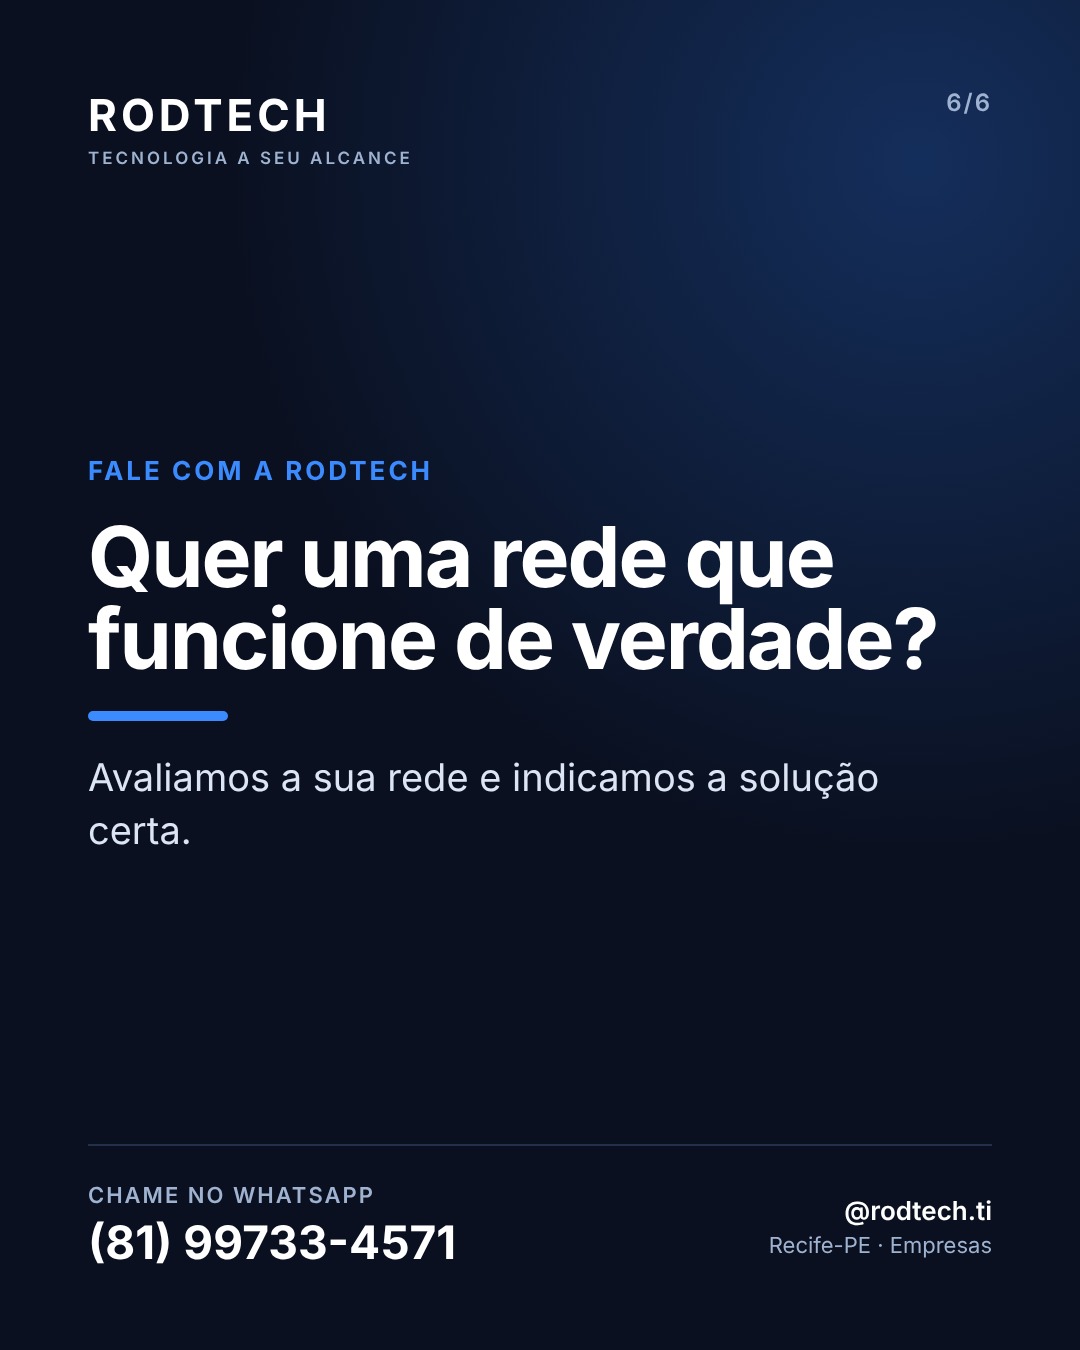 RODTECH
TECNOLOGIA A SEU ALCANCE
6/6
FALE COM A RODTECH
Quer uma rede que
funcione de verdade?
Avaliamos a sua rede e indicamos a solução
certa.
CHAME NO WHATSAPP
(81) 99733-4571
@rodtech.ti
Recife-PE · Empresas